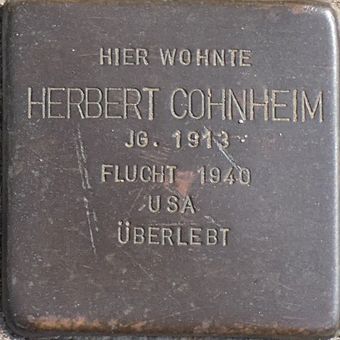 HIER WOHNTE
HERBERT COHNHEIM
JG. 1913
FLUCHT 1940
USA
ÜBERLEBT